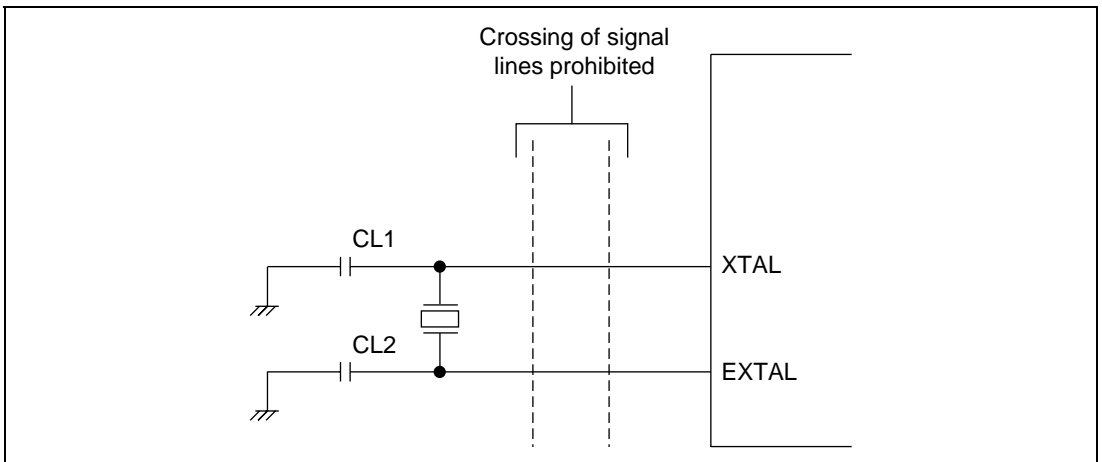 Crossing of signal
lines prohibited
CL1
XTAL
CL2
EXTAL